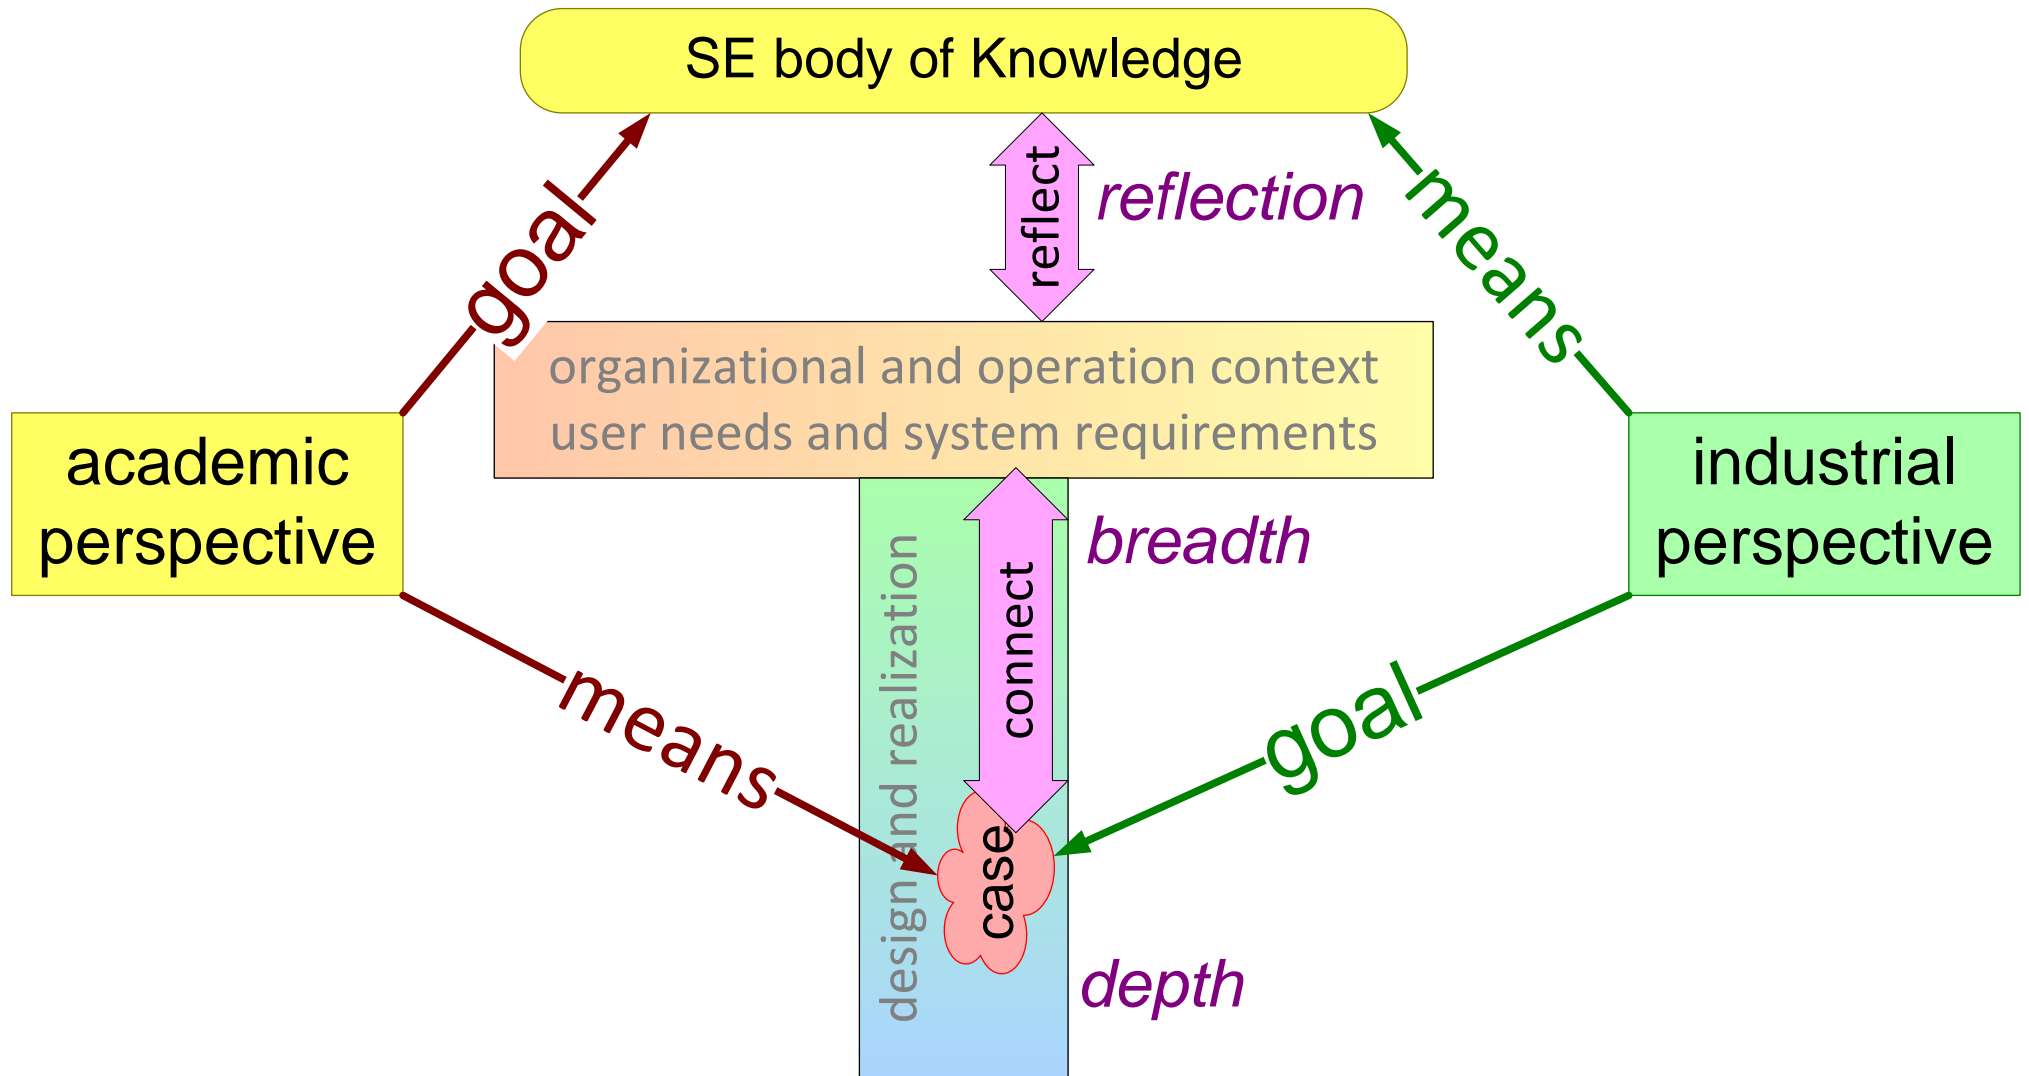 SE body of Knowledge
goal
reflect
reflection
means
organizational and operation context
user needs and system requirements
academic
perspective
industrial
perspective
breadth
connect
design and realization
means
goal
case
depth